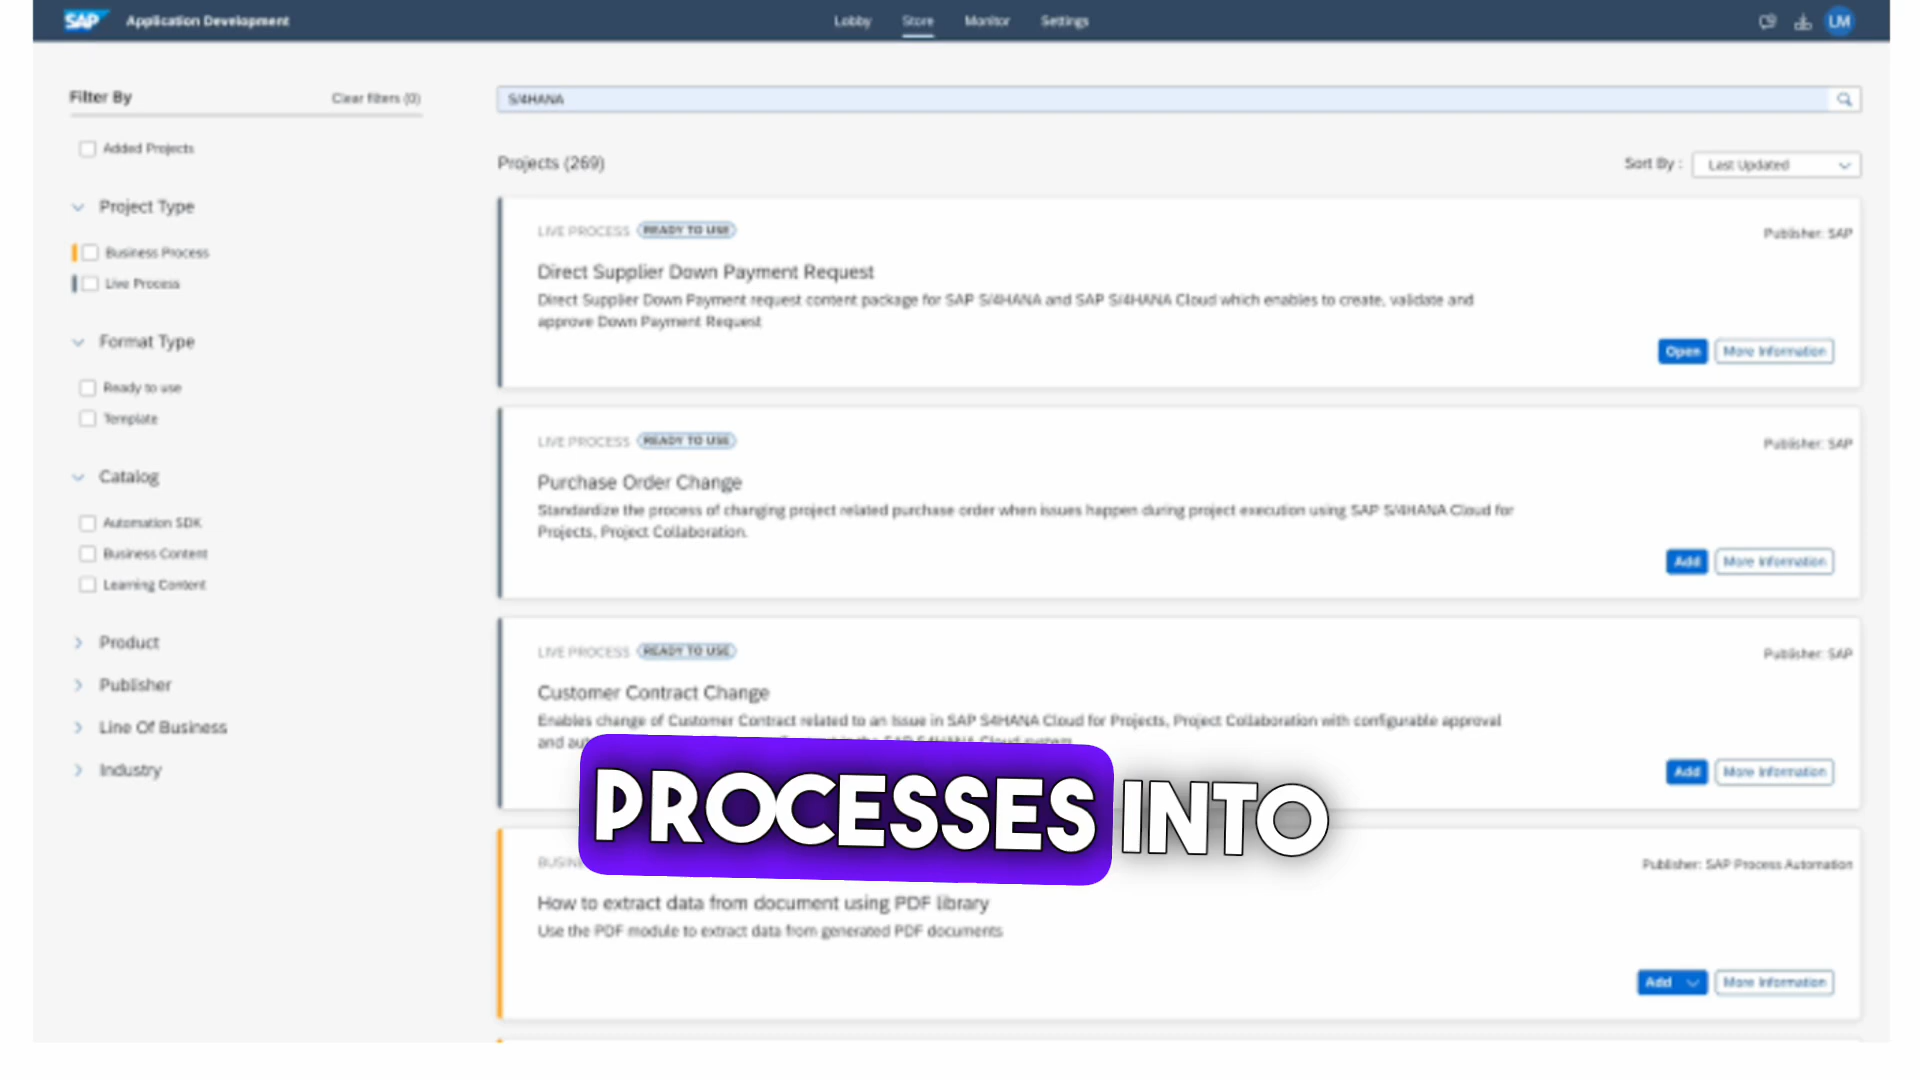 SAP Application Development Lobby Store Monitor Settings LM
Filter By Clear filters (0)
Added Projects
Project Type
Business Process
Live Process
Format Type
Ready to use
Template
Catalog
Automation SDK
Business Content
Learning Content
Product
Publisher
Line Of Business
Industry
S/4HANA
Projects (269) Sort By : Last Updated
LIVE PROCESS READY TO USE Publisher: SAP
Direct Supplier Down Payment Request
Direct Supplier Down Payment request content package for SAP S/4HANA and SAP S/4HANA Cloud which enables to create, validate and
approve Down Payment Request
Open More Information
LIVE PROCESS READY TO USE Publisher: SAP
Purchase Order Change
Standardize the process of changing project related purchase order when issues happen during project execution using SAP S/4HANA Cloud for
Projects, Project Collaboration.
Add More Information
LIVE PROCESS READY TO USE Publisher: SAP
Customer Contract Change
Enables change of Customer Contract related to an Issue in SAP S4HANA Cloud for Projects, Project Collaboration with configurable approval
and SAP S4HANA Cloud system
Add More Information
PROCESSES INTO
Publisher: SAP Process Automation
How to extract data from document using PDF library
Use the PDF module to extract data from generated PDF documents
Add More Information